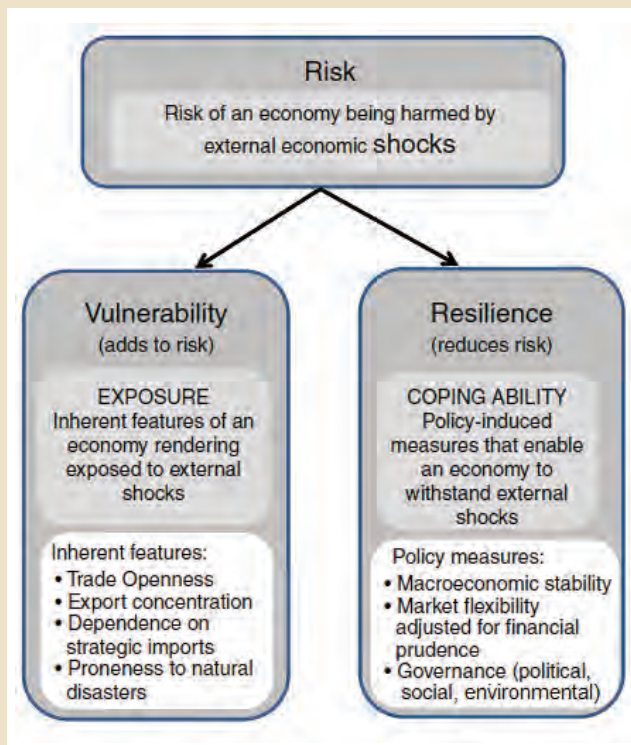 Risk
Risk of an economy being harmed by
external economic shocks
Vulnerability
(adds to risk)
EXPOSURE
Inherent features of an
economy rendering
exposed to external
shocks
Inherent features:
• Trade Openness
• Export concentration
• Dependence on
strategic imports
• Proneness to natural
disasters
Resilience
(reduces risk)
COPING ABILITY
Policy-induced
measures that enable
an economy to
withstand external
shocks
Policy measures:
• Macroeconomic stability
• Market flexibility
adjusted for financial
prudence
• Governance (political,
social, environmental)